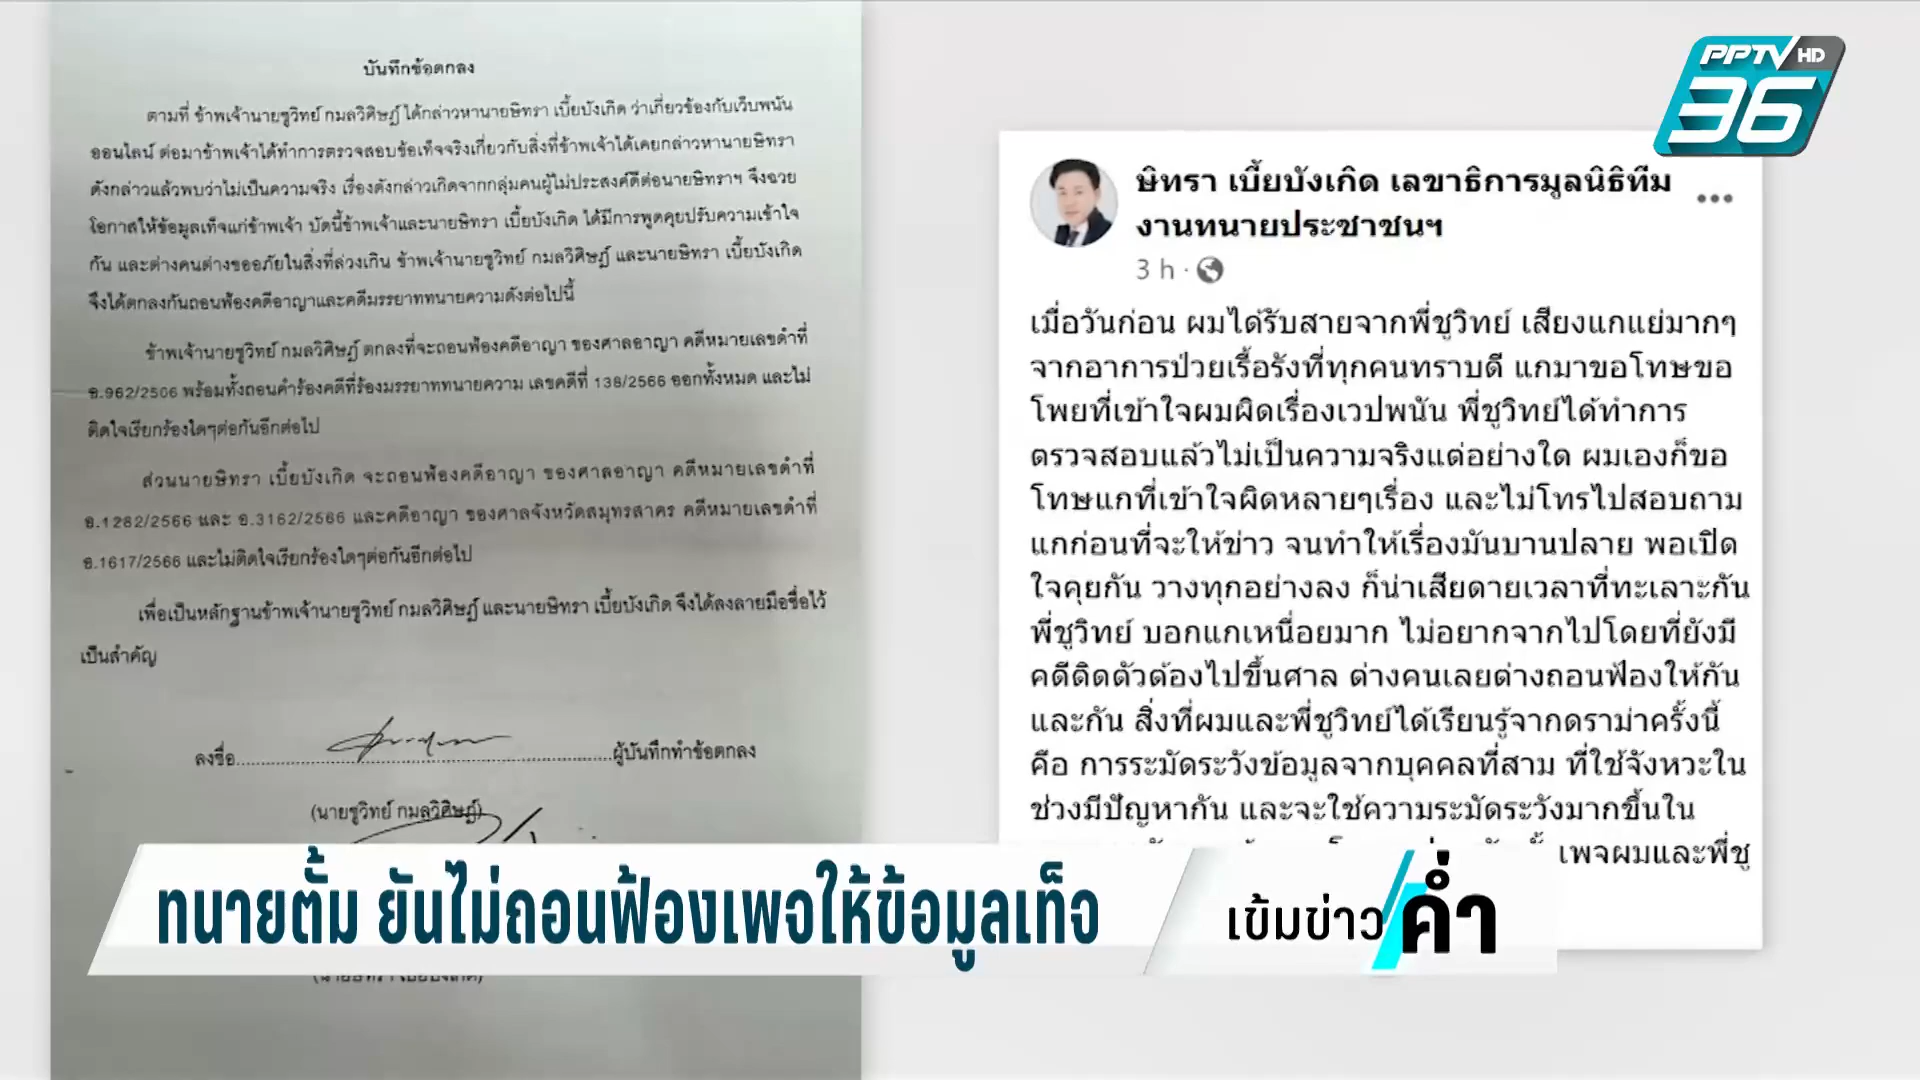 บันทึกข้อตกลง
ตามที่ ข้าพเจ้านายชูวิทย์ กมลวิศิษฎ์ ได้กล่าวหานายษิทรา เบี้ยบังเกิด ว่าเกี่ยวข้องกับเว็บพนัน
ออนไลน์ ต่อมาข้าพเจ้าได้ทำการตรวจสอบข้อเท็จจริงเกี่ยวกับสิ่งที่ข้าพเจ้าได้เคยกล่าวหานายษิทรา
ดังกล่าวแล้วพบว่าไม่เป็นความจริง เรื่องดังกล่าวเกิดจากกลุ่มคนผู้ไม่ประสงค์ดีต่อนายษิทราฯ จึงฉวย
โอกาสให้ข้อมูลเท็จแก่ข้าพเจ้า บัดนี้ข้าพเจ้าและนายษิทรา เบี้ยบังเกิด ได้มีการพูดคุยปรับความเข้าใจ
กัน และต่างคนต่างขออภัยในสิ่งที่ล่วงเกิน ข้าพเจ้านายชูวิทย์ กมลวิศิษฎ์ และนายษิทรา เบี้ยบังเกิด
จึงได้ตกลงกันถอนฟ้องคดีอาญาและคดีมรรยาททนายความดังต่อไปนี้
ข้าพเจ้านายชูวิทย์ กมลวิศิษฎ์ ตกลงที่จะถอนฟ้องคดีอาญา ของศาลอาญา คดีหมายเลขดำที่
อ.962/2566 พร้อมทั้งถอนคำร้องคดีที่ร้องมรรยาททนายความ เลขคดีที่ 138/2566 ออกทั้งหมด และไม่
ติดใจเรียกร้องใดๆต่อกันอีกต่อไป
ส่วนนายษิทรา เบี้ยบังเกิด จะถอนฟ้องคดีอาญา ของศาลอาญา คดีหมายเลขดำที่
อ.1282/2566 และ อ.3162/2566 และคดีอาญา ของศาลจังหวัดสมุทรสาคร คดีหมายเลขดำที่
อ.1617/2566 และไม่ติดใจเรียกร้องใดๆต่อกันอีกต่อไป
เพื่อเป็นหลักฐานข้าพเจ้านายชูวิทย์ กมลวิศิษฎ์ และนายษิทรา เบี้ยบังเกิด จึงได้ลงลายมือชื่อไว้
เป็นสำคัญ
ลงชื่อ..........ผู้บันทึกทำข้อตกลง
(นายชูวิทย์ กมลวิศิษฎ์)
PPTV HD
36
ษิทรา เบี้ยบังเกิด เลขาธิการมูลนิธิทีม
งานทนายประชาชนฯ
3 h ·
เมื่อวันก่อน ผมได้รับสายจากพี่ชูวิทย์ เสียงแกแย่มากๆ
จากอาการป่วยเรื้อรังที่ทุกคนทราบดี แกมาขอโทษขอ
โพยที่เข้าใจผมผิดเรื่องเวปพนัน พี่ชูวิทย์ได้ทำการ
ตรวจสอบแล้วไม่เป็นความจริงแต่อย่างใด ผมเองก็ขอ
โทษแกที่เข้าใจผิดหลายๆเรื่อง และไม่โทรไปสอบถาม
แกก่อนที่จะให้ข่าว จนทำให้เรื่องมันบานปลาย พอเปิด
ใจคุยกัน วางทุกอย่างลง ก็น่าเสียดายเวลาที่ทะเลาะกัน
พี่ชูวิทย์ บอกแกเหนื่อยมาก ไม่อยากจากไปโดยที่ยังมี
คดีติดตัวต้องไปขึ้นศาล ต่างคนเลยต่างถอนฟ้องให้กัน
และกัน สิ่งที่ผมและพี่ชูวิทย์ได้เรียนรู้จากดราม่าครั้งนี้
คือ การระมัดระวังข้อมูลจากบุคคลที่สาม ที่ใช้จังหวะใน
ช่วงมีปัญหากัน และจะใช้ความระมัดระวังมากขึ้นใน
เพจผมและพี่ชู
ทนายตั้ม ยันไม่ถอนฟ้องเพจให้ข้อมูลเท็จ
เข้มข่าวค่ำ